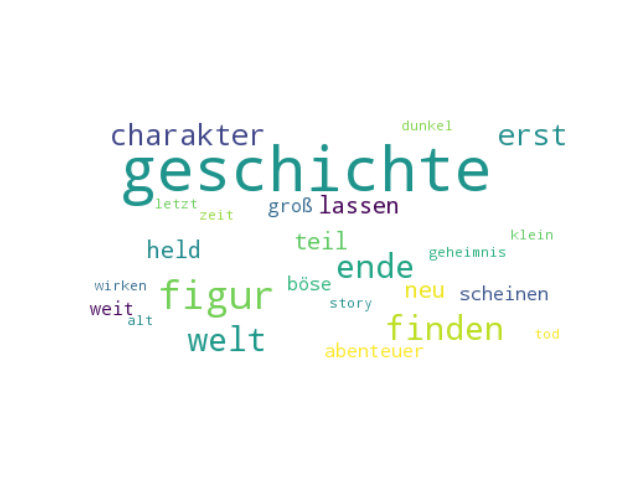 dunkel
charakter erst
geschichte
letzt groß lassen
zeit
klein
held teil geheimnis
ende
wirken figur böse neu scheinen
weit story
alt finden tod
welt abenteuer